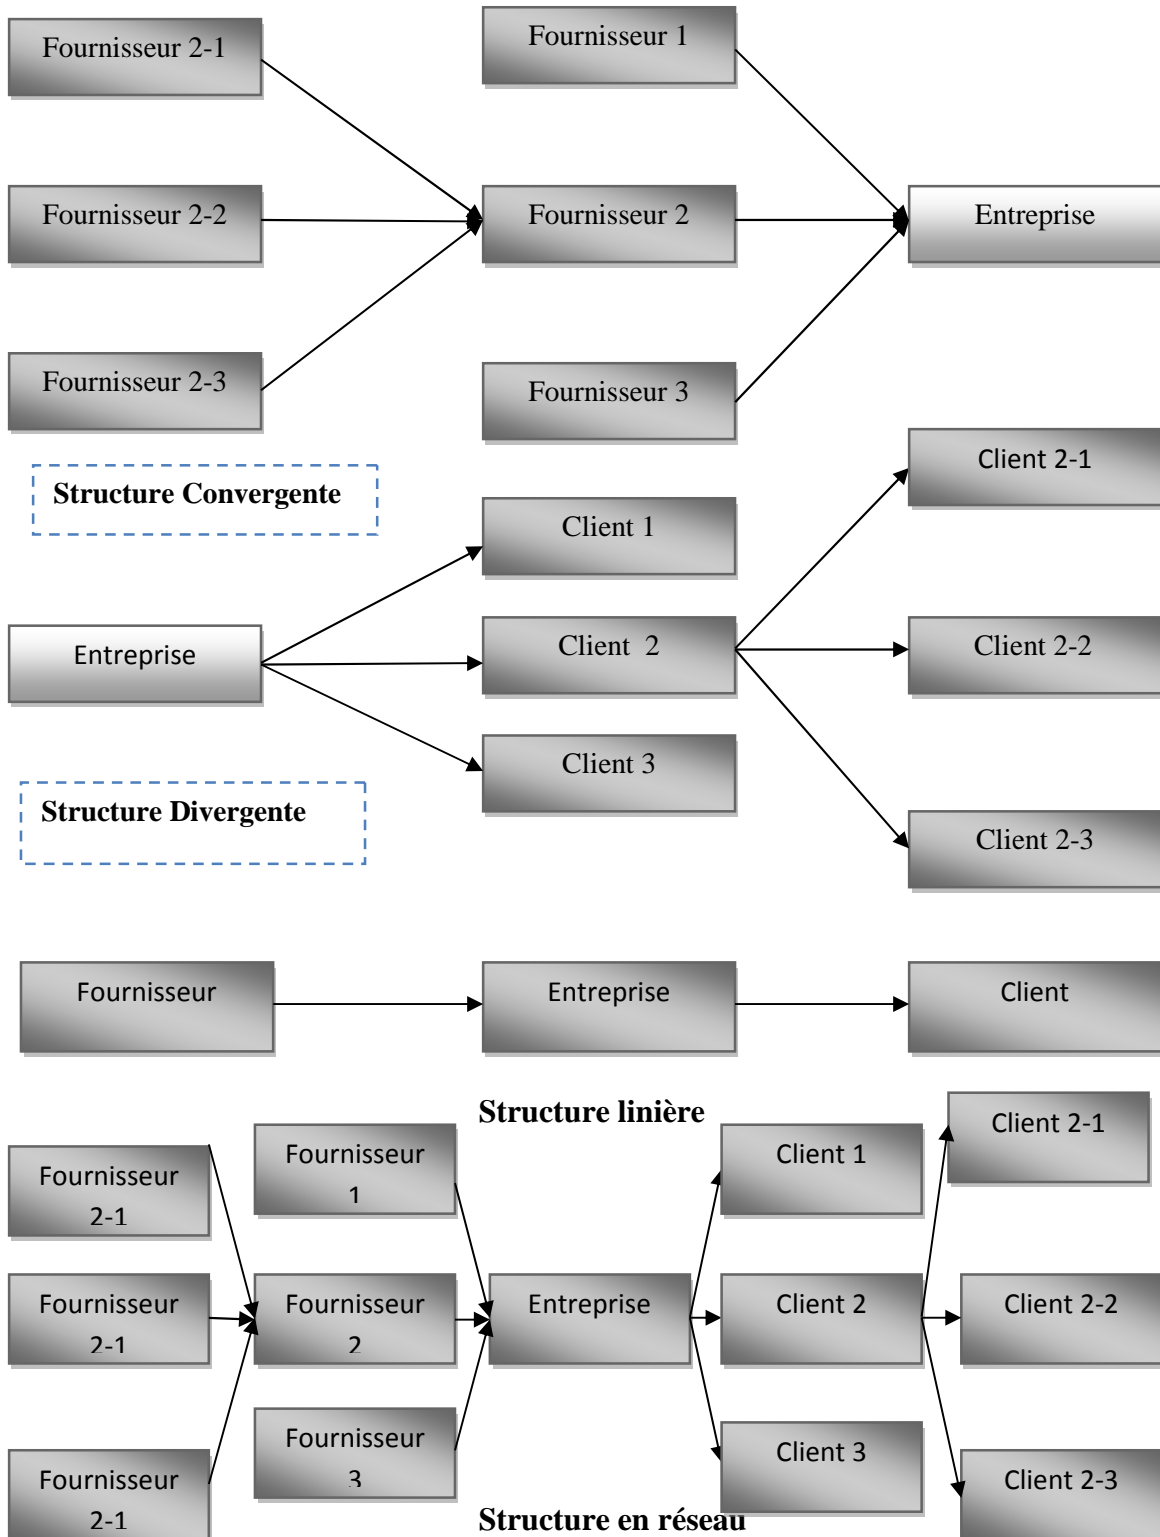 Fournisseur 2-1
Fournisseur 1
Fournisseur 2-2
Fournisseur 2
Entreprise
Fournisseur 2-3
Fournisseur 3
Structure Convergente
Client 2-1
Client 1
Entreprise
Client 2
Client 2-2
Client 3
Structure Divergente
Client 2-3
Fournisseur
Entreprise
Client
Structure linière
Fournisseur
2-1
Fournisseur
1
Client 1
Client 2-1
Fournisseur
2-1
Fournisseur
2
Entreprise
Client 2
Client 2-2
Fournisseur
2-1
Fournisseur
3
Client 3
Client 2-3
Structure en réseau